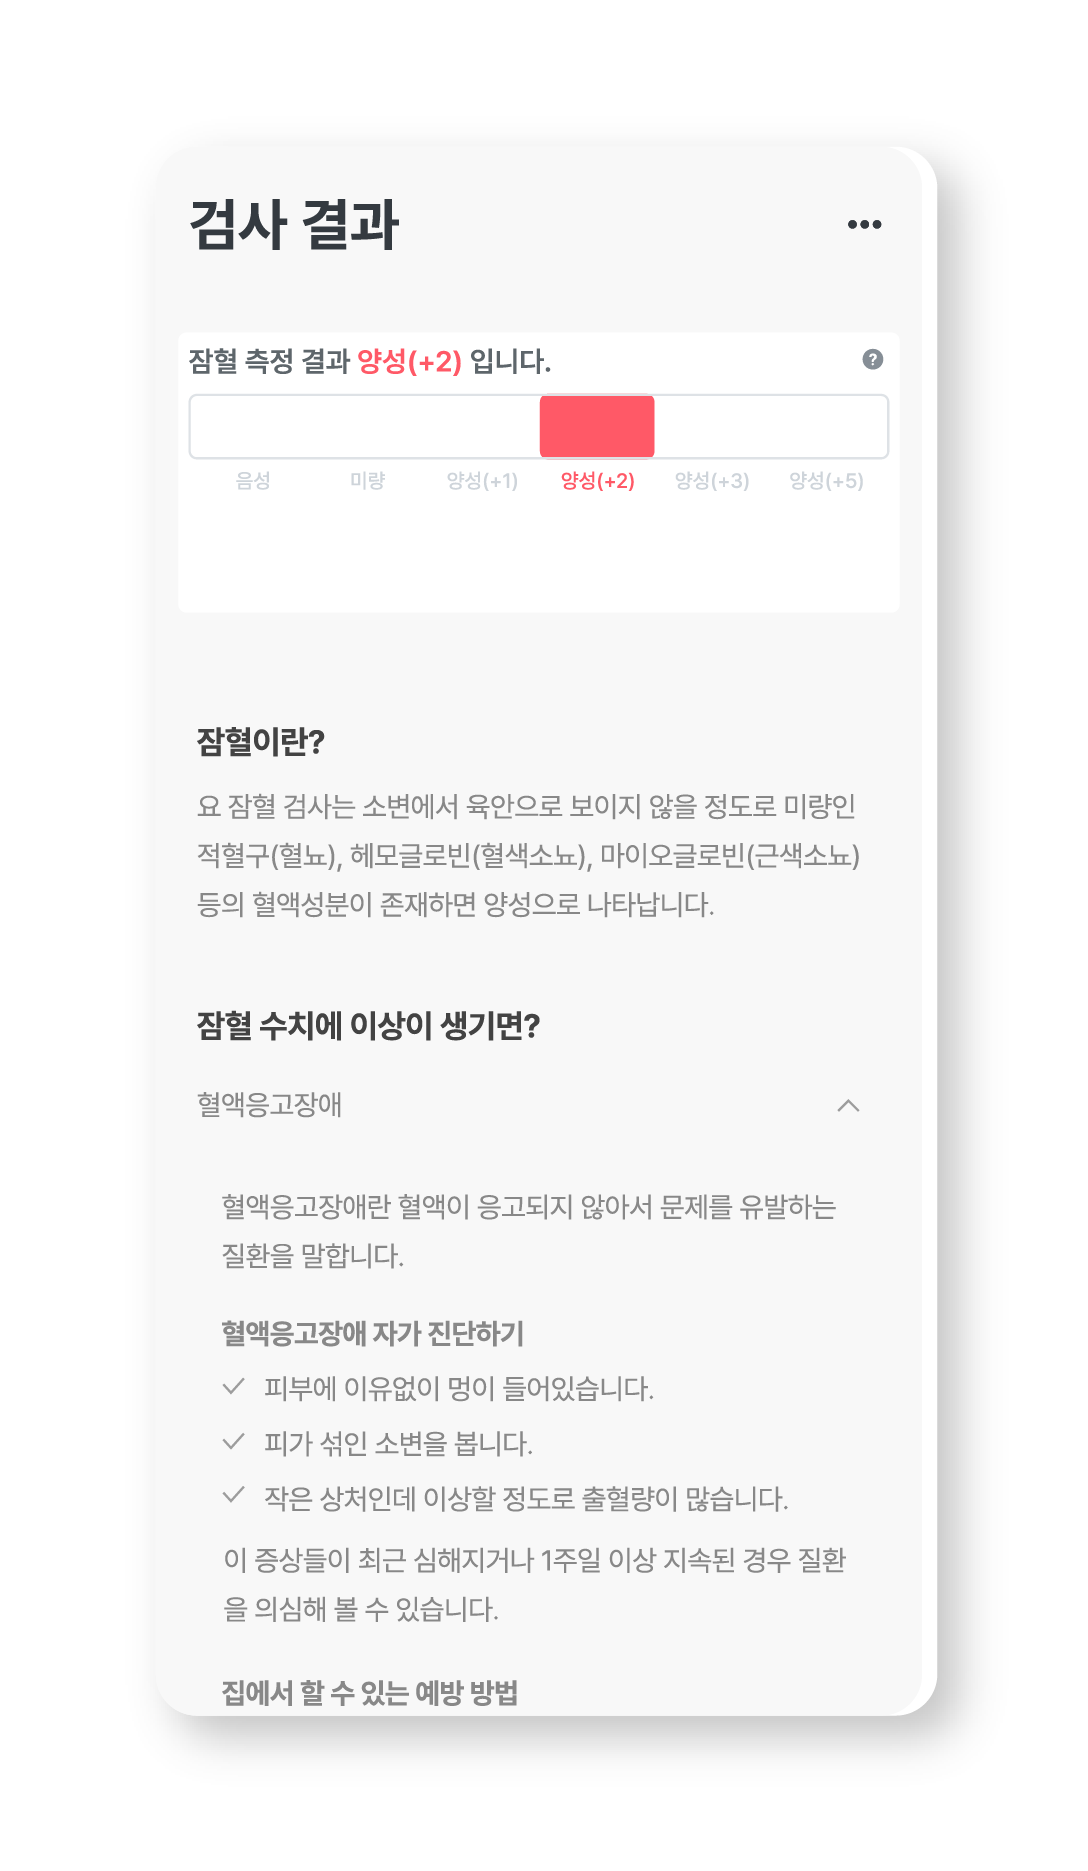 검사 결과
잠혈 측정 결과 양성(+2) 입니다.
?
음성 미량 양성(+1) 양성(+2) 양성(+3) 양성(+5)
잠혈이란?
요 잠혈 검사는 소변에서 육안으로 보이지 않을 정도로 미량인
적혈구(혈뇨), 헤모글로빈(혈색소뇨), 마이오글로빈(근색소뇨)
등의 혈액성분이 존재하면 양성으로 나타납니다.
잠혈 수치에 이상이 생기면?
혈액응고장애
혈액응고장애란 혈액이 응고되지 않아서 문제를 유발하는
질환을 말합니다.
혈액응고장애 자가 진단하기
피부에 이유없이 멍이 들어있습니다.
피가 섞인 소변을 봅니다.
작은 상처인데 이상할 정도로 출혈량이 많습니다.
이 증상들이 최근 심해지거나 1주일 이상 지속된 경우 질환
을 의심해 볼 수 있습니다.
집에서 할 수 있는 예방 방법